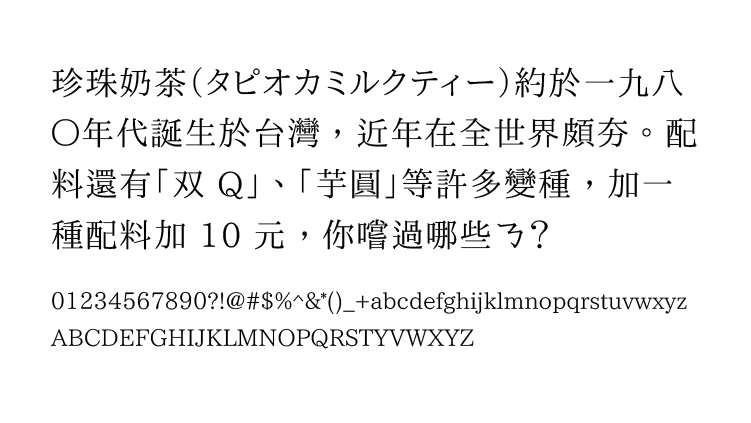 珍珠奶茶（タピオカミルクティー）約於一九八
〇年代誕生於台灣，近年在全世界頗夯。配
料還有「双 Q」、「芋圓」等許多變種，加一
種配料加 10 元，你嚐過哪些ㄋ？
01234567890?!@#$%^&*()_+abcdefghijklmnopqrstuvwxyz
ABCDEFGHIJKLMNOPQRSTYVWXYZ